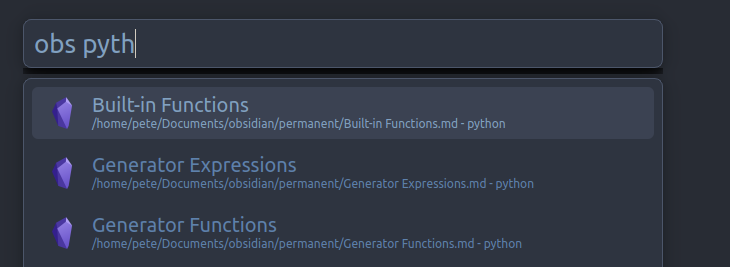 obs pyth
Built-in Functions
/home/pete/Documents/obsidian/permanent/Built-in Functions.md - python
Generator Expressions
/home/pete/Documents/obsidian/permanent/Generator Expressions.md - python
Generator Functions
/home/pete/Documents/obsidian/permanent/Generator Functions.md - python